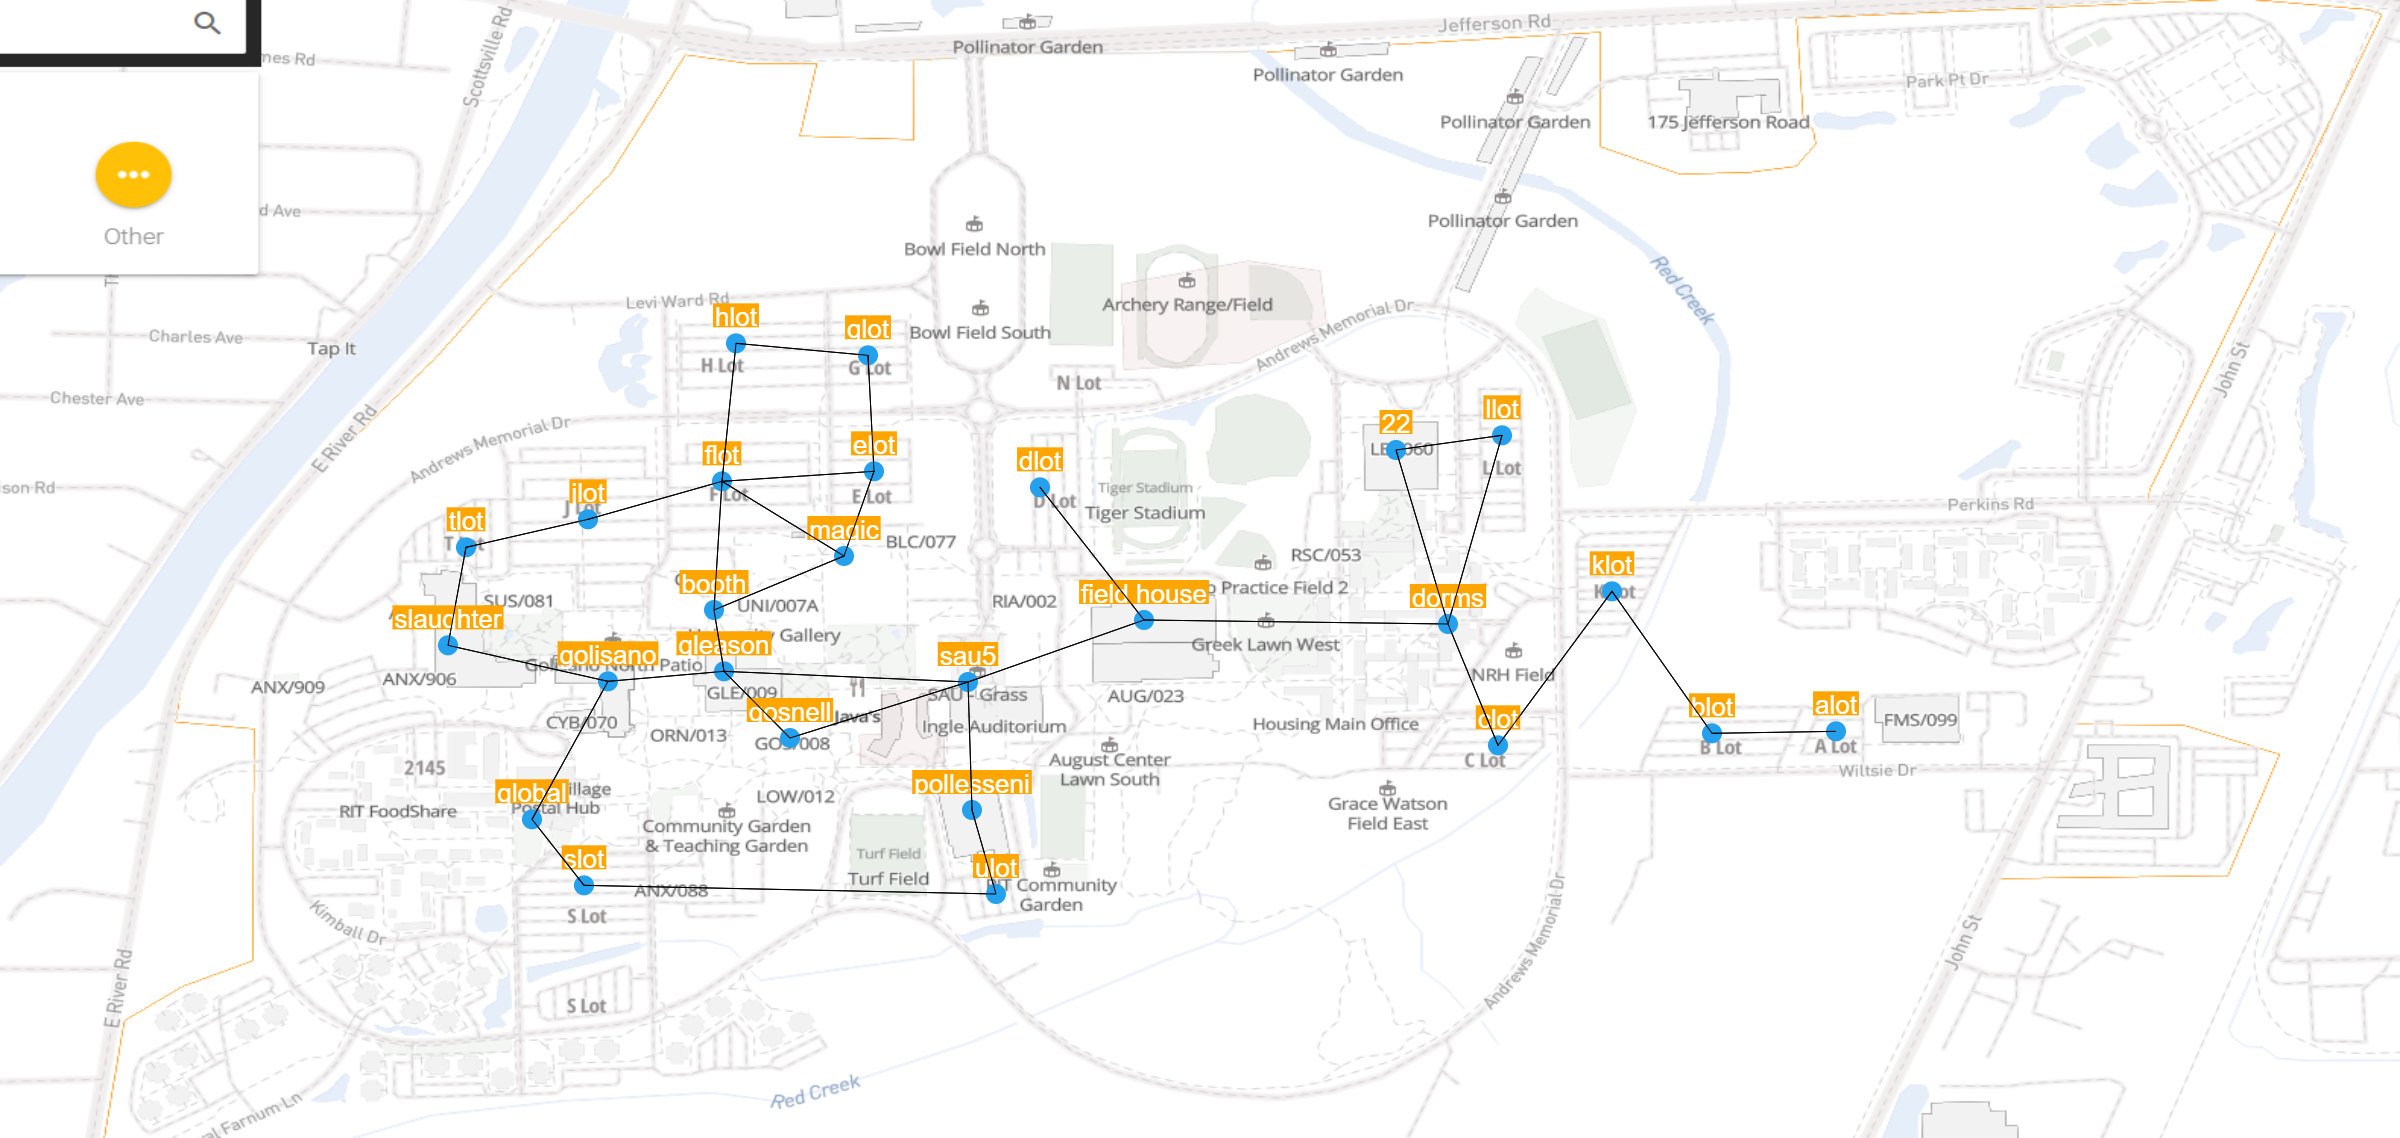 Jefferson Rd
Pollinator Garden
Scottsville Rd
Pollinator Garden
Park Pt Dr
Pollinator Garden
175 Jefferson Road
d Ave
Pollinator Garden
Other
Bowl Field North
Red Creek
Levi Ward Rd
Archery Range/Field
hlot
glot
Bowl Field South
Andrews Memorial Dr
Charles Ave
Tap It
H Lot
G Lot
N Lot
John St
Chester Ave
E River Rd
Andrews Memorial Dr
22
llot
flot
elot
dlot
L Lot
son Rd
jlot
F Lot
E Lot
D Lot
Tiger Stadium
Tiger Stadium
Perkins Rd
tlot
magic
BLC/077
RSC/053
klot
booth
field house
Practice Field 2
dorms
SUS/081
UNI/007A
RIA/002
slaughter
Gallery
gleason
Greek Lawn West
golisano
sau5
Golisano North Patio
ANX/906
ANX/909
GLE/009
SAU - Grass
AUG/023
NRH Field
gosnell
Java's
Ingle Auditorium
Housing Main Office
clot
blot
alot
FMS/099
CYB/070
ORN/013
GOS/008
B Lot
A Lot
C Lot
August Center
Lawn South
Wiltsie Dr
2145
global
Village
Postal Hub
pollesseni
LOW/012
RIT FoodShare
Community Garden
& Teaching Garden
Grace Watson
Field East
Turf Field
Turf Field
slot
ulot
ANX/088
RIT Community
Garden
S Lot
Kimball Dr
Andrews Memorial Dr
John St
E River Rd
S Lot
Red Creek
Farnum Ln